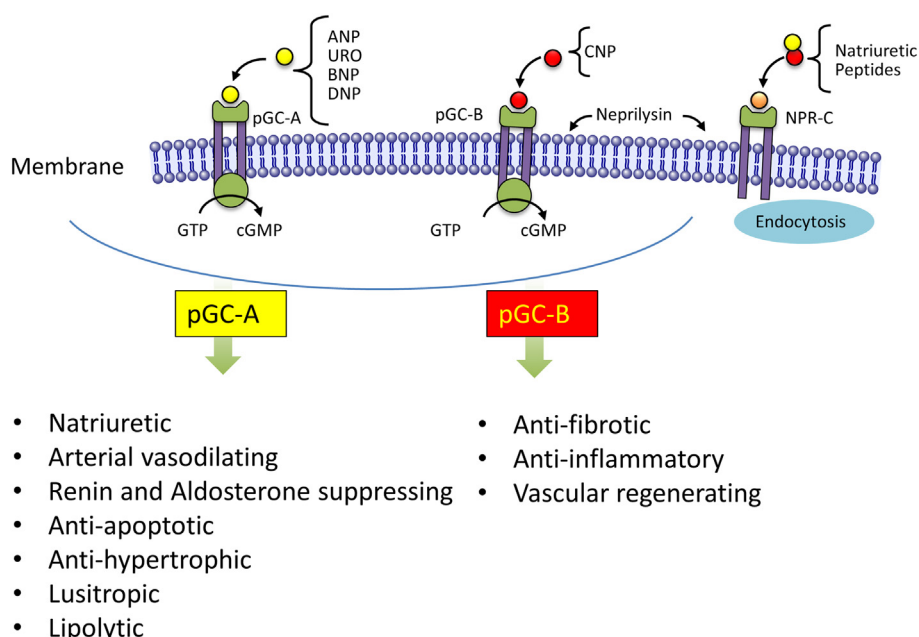 ANP
URO
BNP
DNP
pGC-A
CNP
pGC-B
Neprilysin
Natriuretic
Peptides
NPR-C
Membrane
GTP
cGMP
GTP
cGMP
Endocytosis
pGC-A
pGC-B
• Natriuretic
• Arterial vasodilating
• Renin and Aldosterone suppressing
• Anti-apoptotic
• Anti-hypertrophic
• Lusitropic
• Lipolytic
• Anti-fibrotic
• Anti-inflammatory
• Vascular regenerating